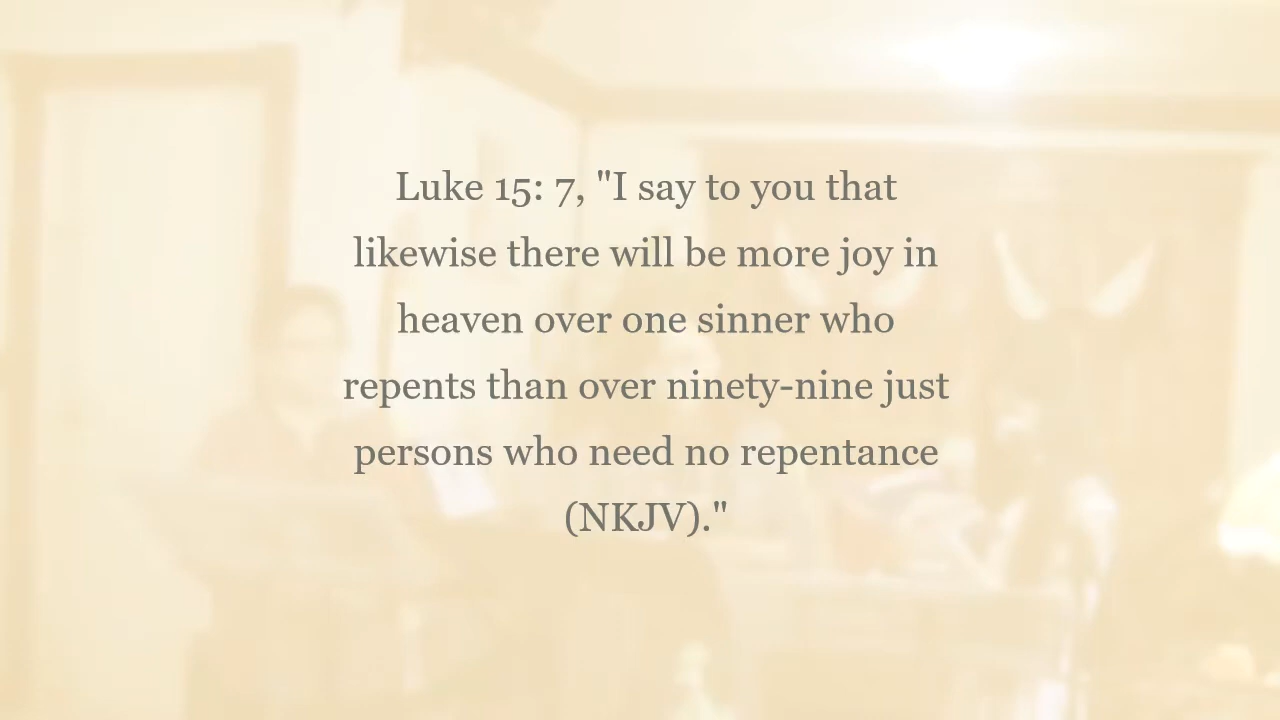 Luke 15: 7, "I say to you that
likewise there will be more joy in
heaven over one sinner who
repents than over ninety-nine just
persons who need no repentance
(NKJV)."